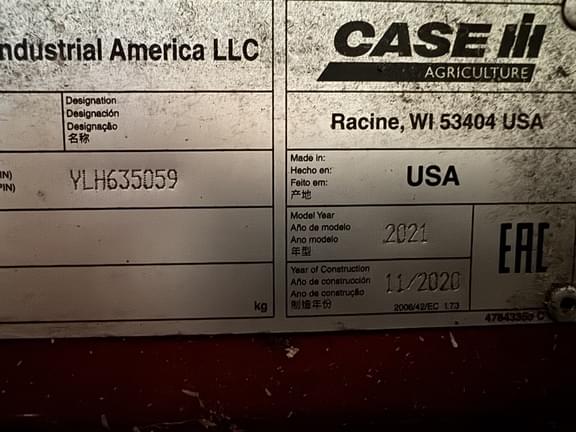 ndustrial America LLC
CASE IH
AGRICULTURE
Designation
Designación
Designação
名称
Racine, WI 53404 USA
IN)
PIN)
YLH635059
Made in:
Hecho en:
Feito em:
产地
USA
Model Year
Año de modelo
Ano modelo
年型
2021
EAC
kg
Year of Construction
Año de construcción
Ano de construção
制造年份
11/2020
2006/42/EC 1.7.3